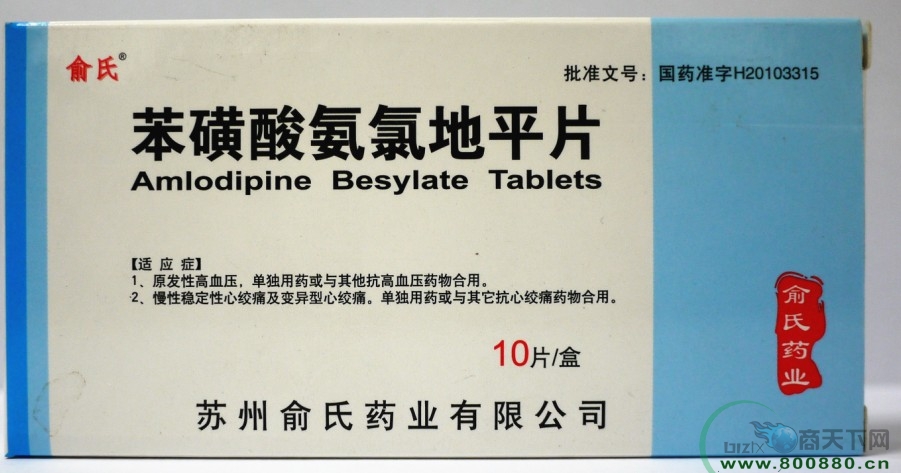 俞氏®
批准文号：国药准字H20103315
苯磺酸氨氯地平片
Amlodipine Besylate Tablets
【适 应 症】
1、原发性高血压，单独用药或与其他抗高血压药物合用。
2、慢性稳定性心绞痛及变异型心绞痛。单独用药或与其它抗心绞痛药物合用。
10片/盒
俞氏药业
苏州俞氏药业有限公司
bizlx 商天下网
www.800880.cn